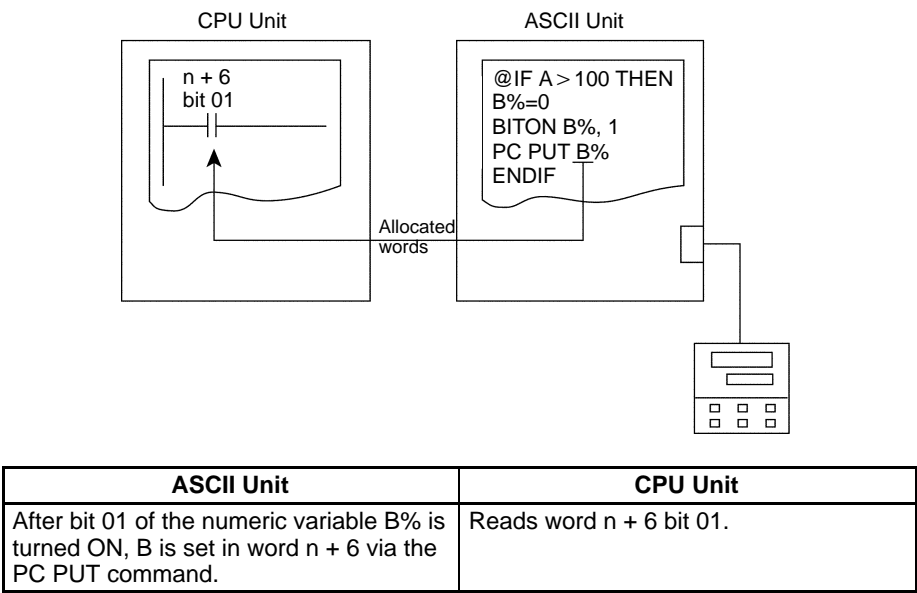 CPU Unit
ASCII Unit
n + 6
bit 01
@IF A > 100 THEN
B%=0
BITON B%, 1
PC PUT B%
ENDIF
Allocated
words
ASCII Unit
CPU Unit
After bit 01 of the numeric variable B% is
turned ON, B is set in word n + 6 via the
PC PUT command.
Reads word n + 6 bit 01.